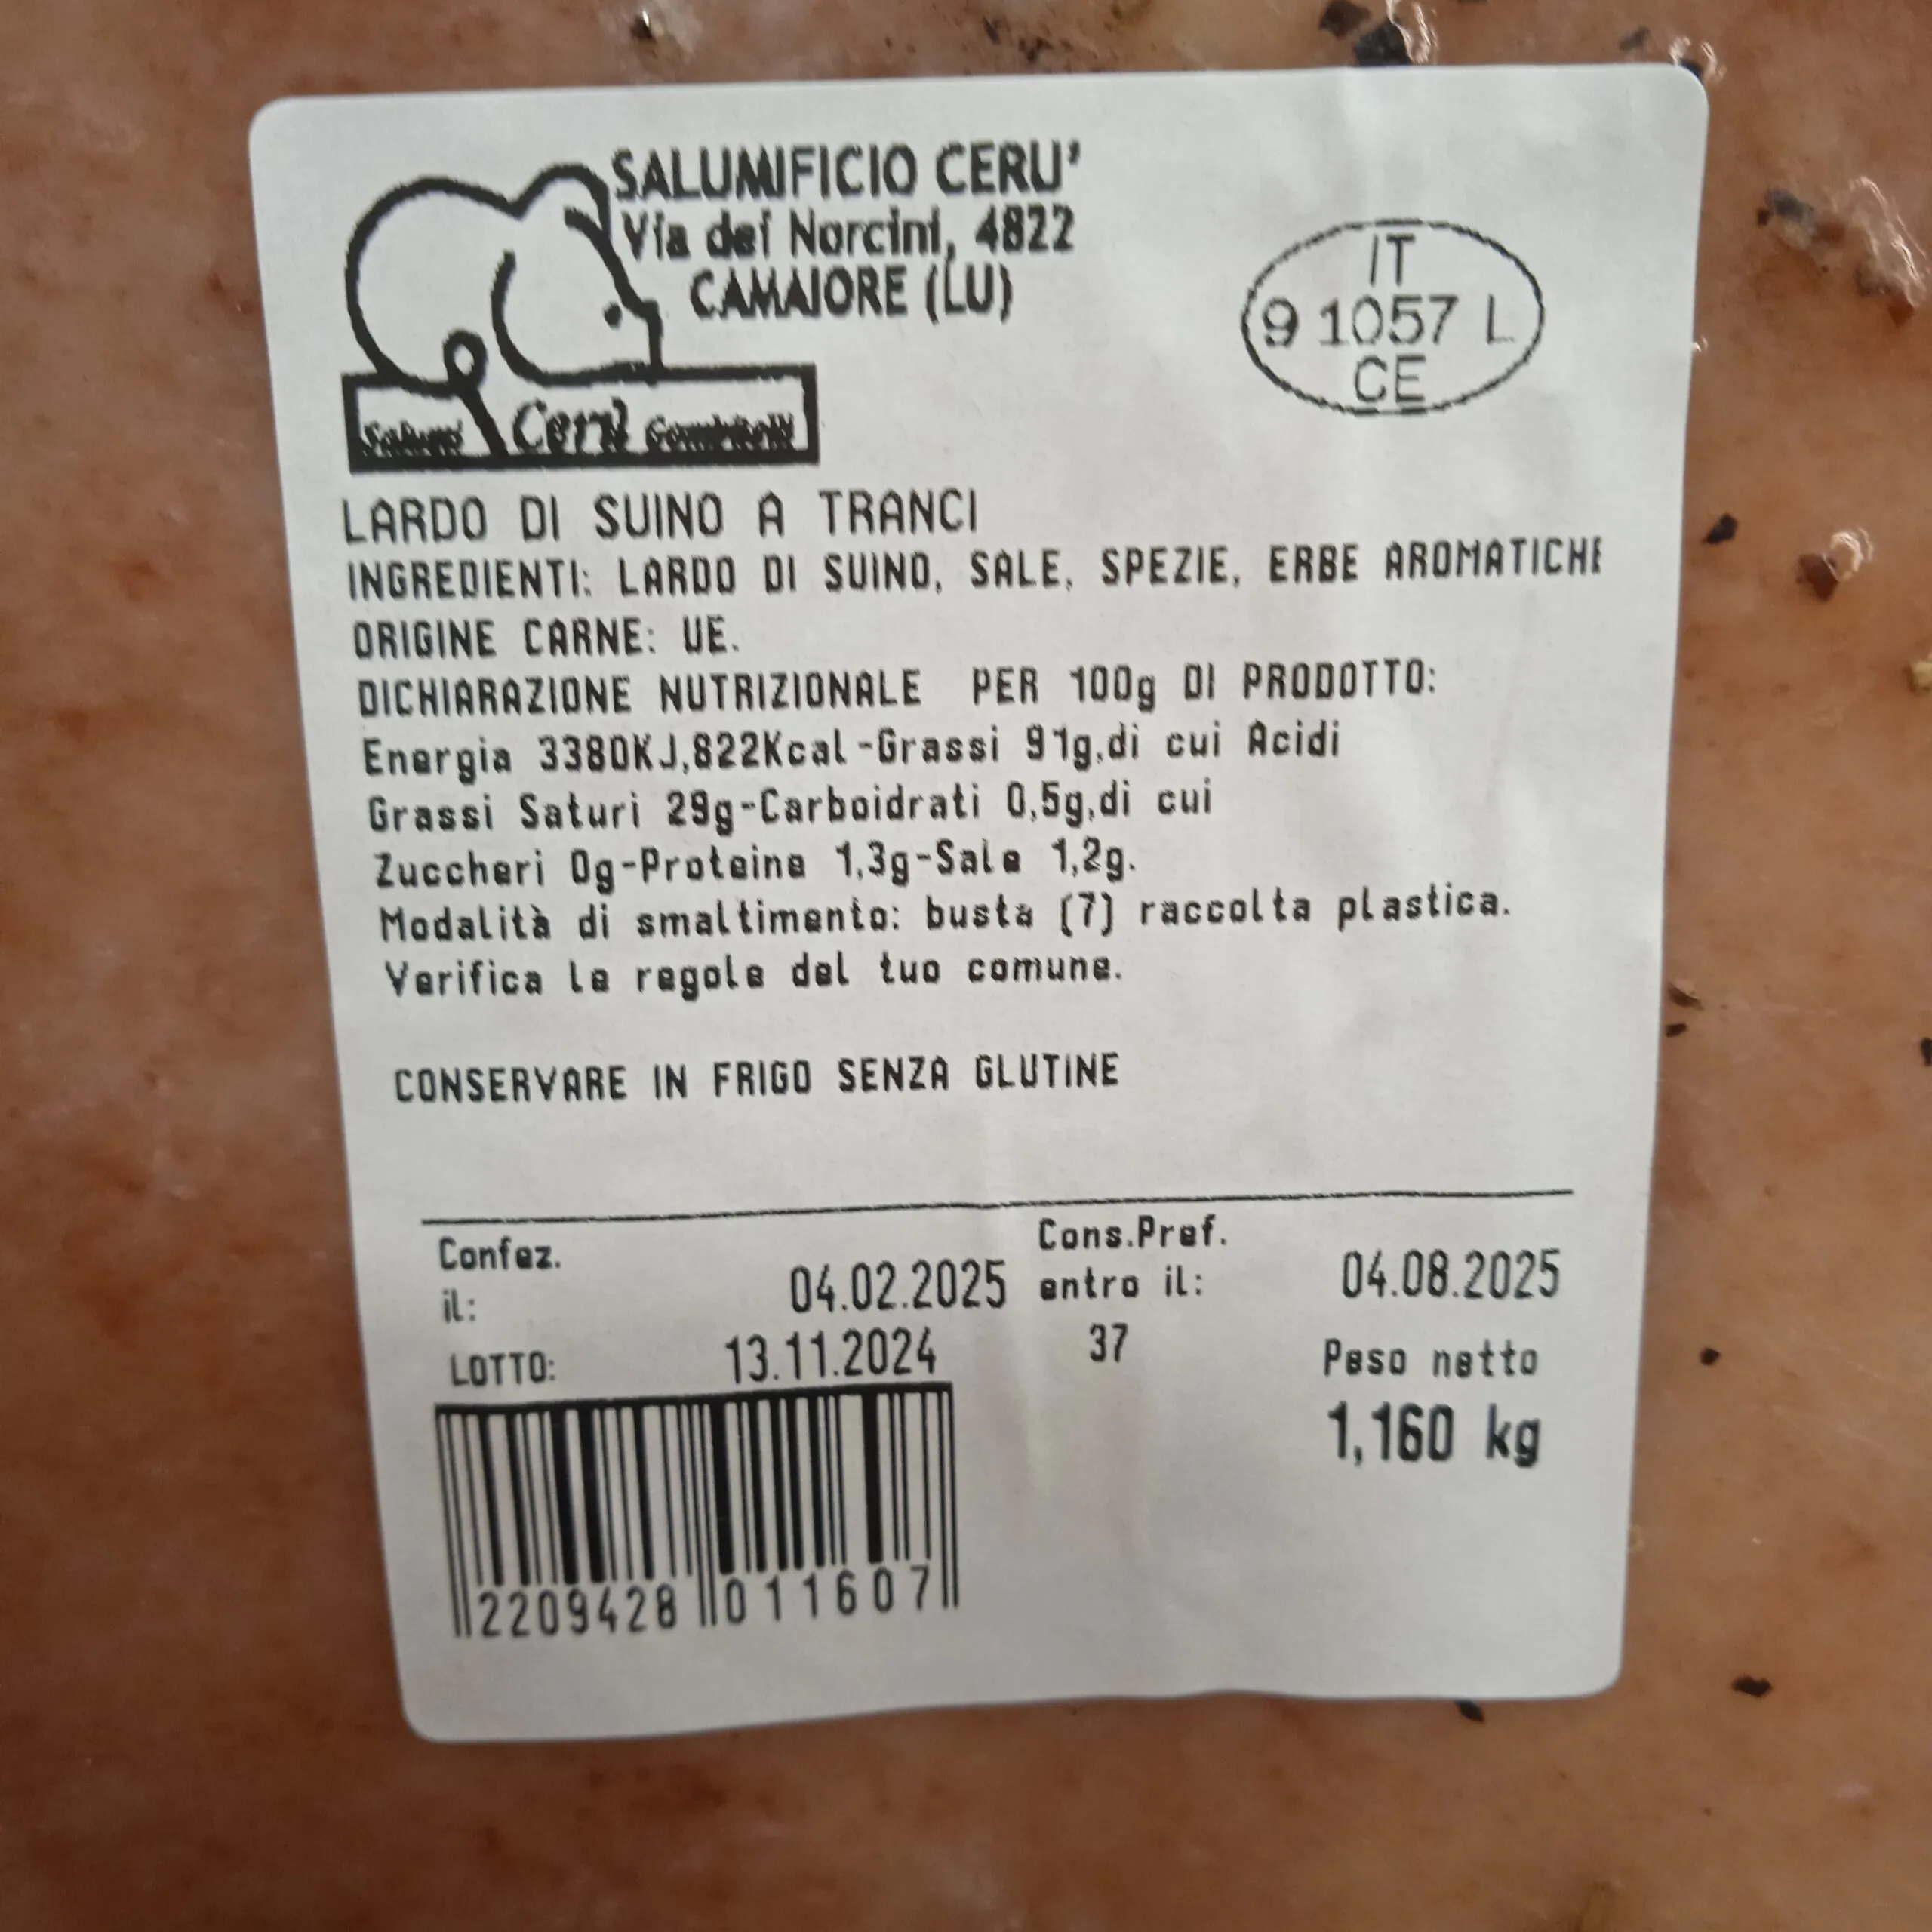 SALUMIFICIO CERU'
Via dei Norcini, 4822
CAMAIORE (LU)
IT
9 1057 L
CE
Salumi Cerù Gombitelli
LARDO DI SUINO A TRANCI
INGREDIENTI: LARDO DI SUINO, SALE, SPEZIE, ERBE AROMATICHE
ORIGINE CARNE: UE.
DICHIARAZIONE NUTRIZIONALE PER 100g DI PRODOTTO:
Energia 3380KJ,822Kcal-Grassi 91g,di cui Acidi
Grassi Saturi 29g-Carboidrati 0,5g,di cui
Zuccheri 0g-Proteine 1,3g-Sale 1,2g.
Modalità di smaltimento: busta (7) raccolta plastica.
Verifica le regole del tuo comune.
CONSERVARE IN FRIGO SENZA GLUTINE
Confez.
il: 04.02.2025
Cons.Pref.
entro il: 04.08.2025
LOTTO: 13.11.2024 37
Peso netto
1,160 kg
2209428 011607